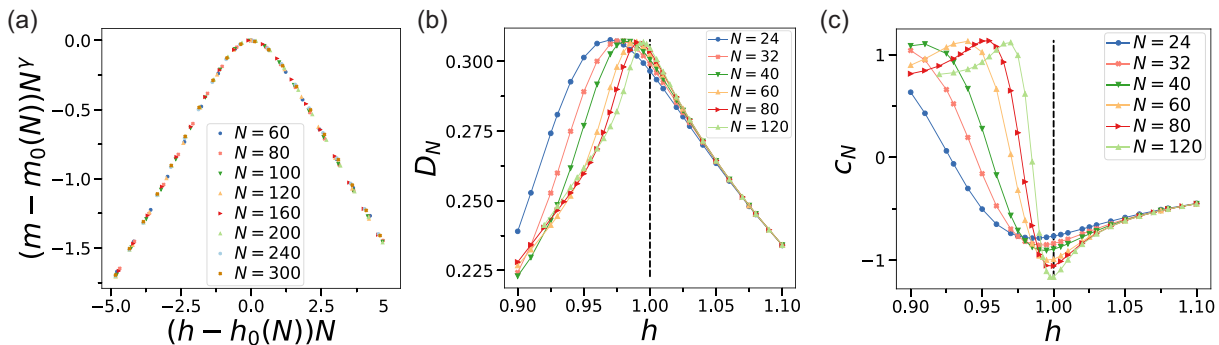 (a)
(m − m₀(N))N^γ
0.0
−0.5
−1.0
−1.5
N = 60
N = 80
N = 100
N = 120
N = 160
N = 200
N = 240
N = 300
−5.0 −2.5 0.0 2.5 5
(h − h₀(N))N
(b)
D_N
0.300
0.275
0.250
0.225
N = 24
N = 32
N = 40
N = 60
N = 80
N = 120
0.90 0.95 1.00 1.05 1.10
h
(c)
c_N
1
0
−1
N = 24
N = 32
N = 40
N = 60
N = 80
N = 120
0.90 0.95 1.00 1.05 1.10
h